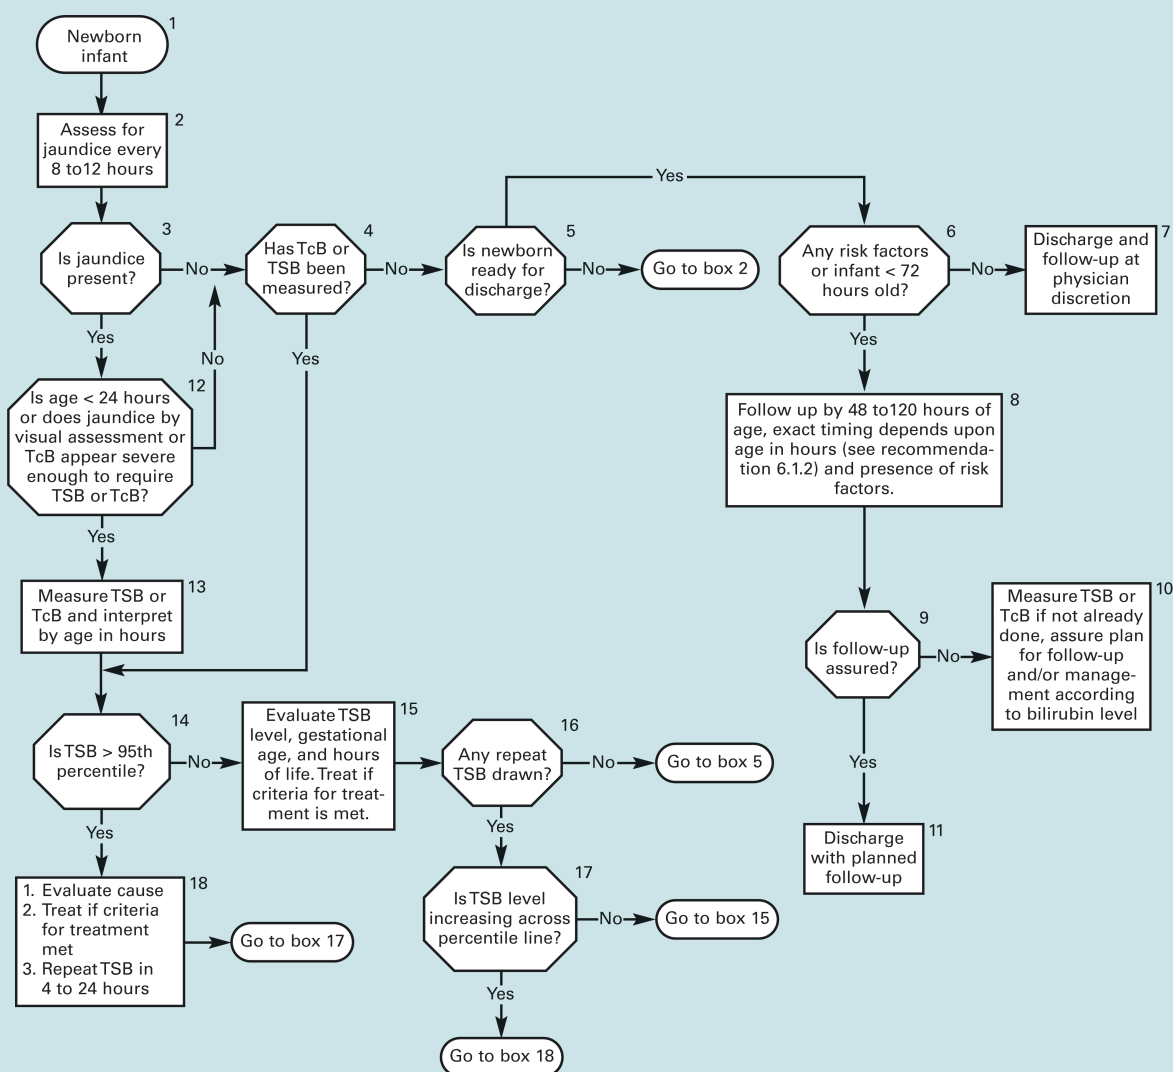 1
Newborn
infant
2
Assess for
jaundice every
8 to12 hours
3
Is jaundice
present?
No
Yes
4
Has TcB or
TSB been
measured?
No
Yes
5
Is newborn
ready for
discharge?
Yes
No
Go to box 2
6
Any risk factors
or infant < 72
hours old?
No
Yes
7
Discharge and
follow-up at
physician
discretion
8
Follow up by 48 to120 hours of
age, exact timing depends upon
age in hours (see recommenda-
tion 6.1.2) and presence of risk
factors.
9
Is follow-up
assured?
No
Yes
10
Measure TSB or
TcB if not already
done, assure plan
for follow-up
and/or manage-
ment according
to bilirubin level
11
Discharge
with planned
follow-up
12
Is age < 24 hours
or does jaundice by
visual assessment or
TcB appear severe
enough to require
TSB or TcB?
No
Yes
13
Measure TSB or
TcB and interpret
by age in hours
14
Is TSB > 95th
percentile?
No
Yes
15
Evaluate TSB
level, gestational
age, and hours
of life. Treat if
criteria for treat-
ment is met.
16
Any repeat
TSB drawn?
No
Go to box 5
Yes
17
Is TSB level
increasing across
percentile line?
No
Go to box 15
Yes
Go to box 18
18
1. Evaluate cause
2. Treat if criteria
for treatment
met
3. Repeat TSB in
4 to 24 hours
Go to box 17